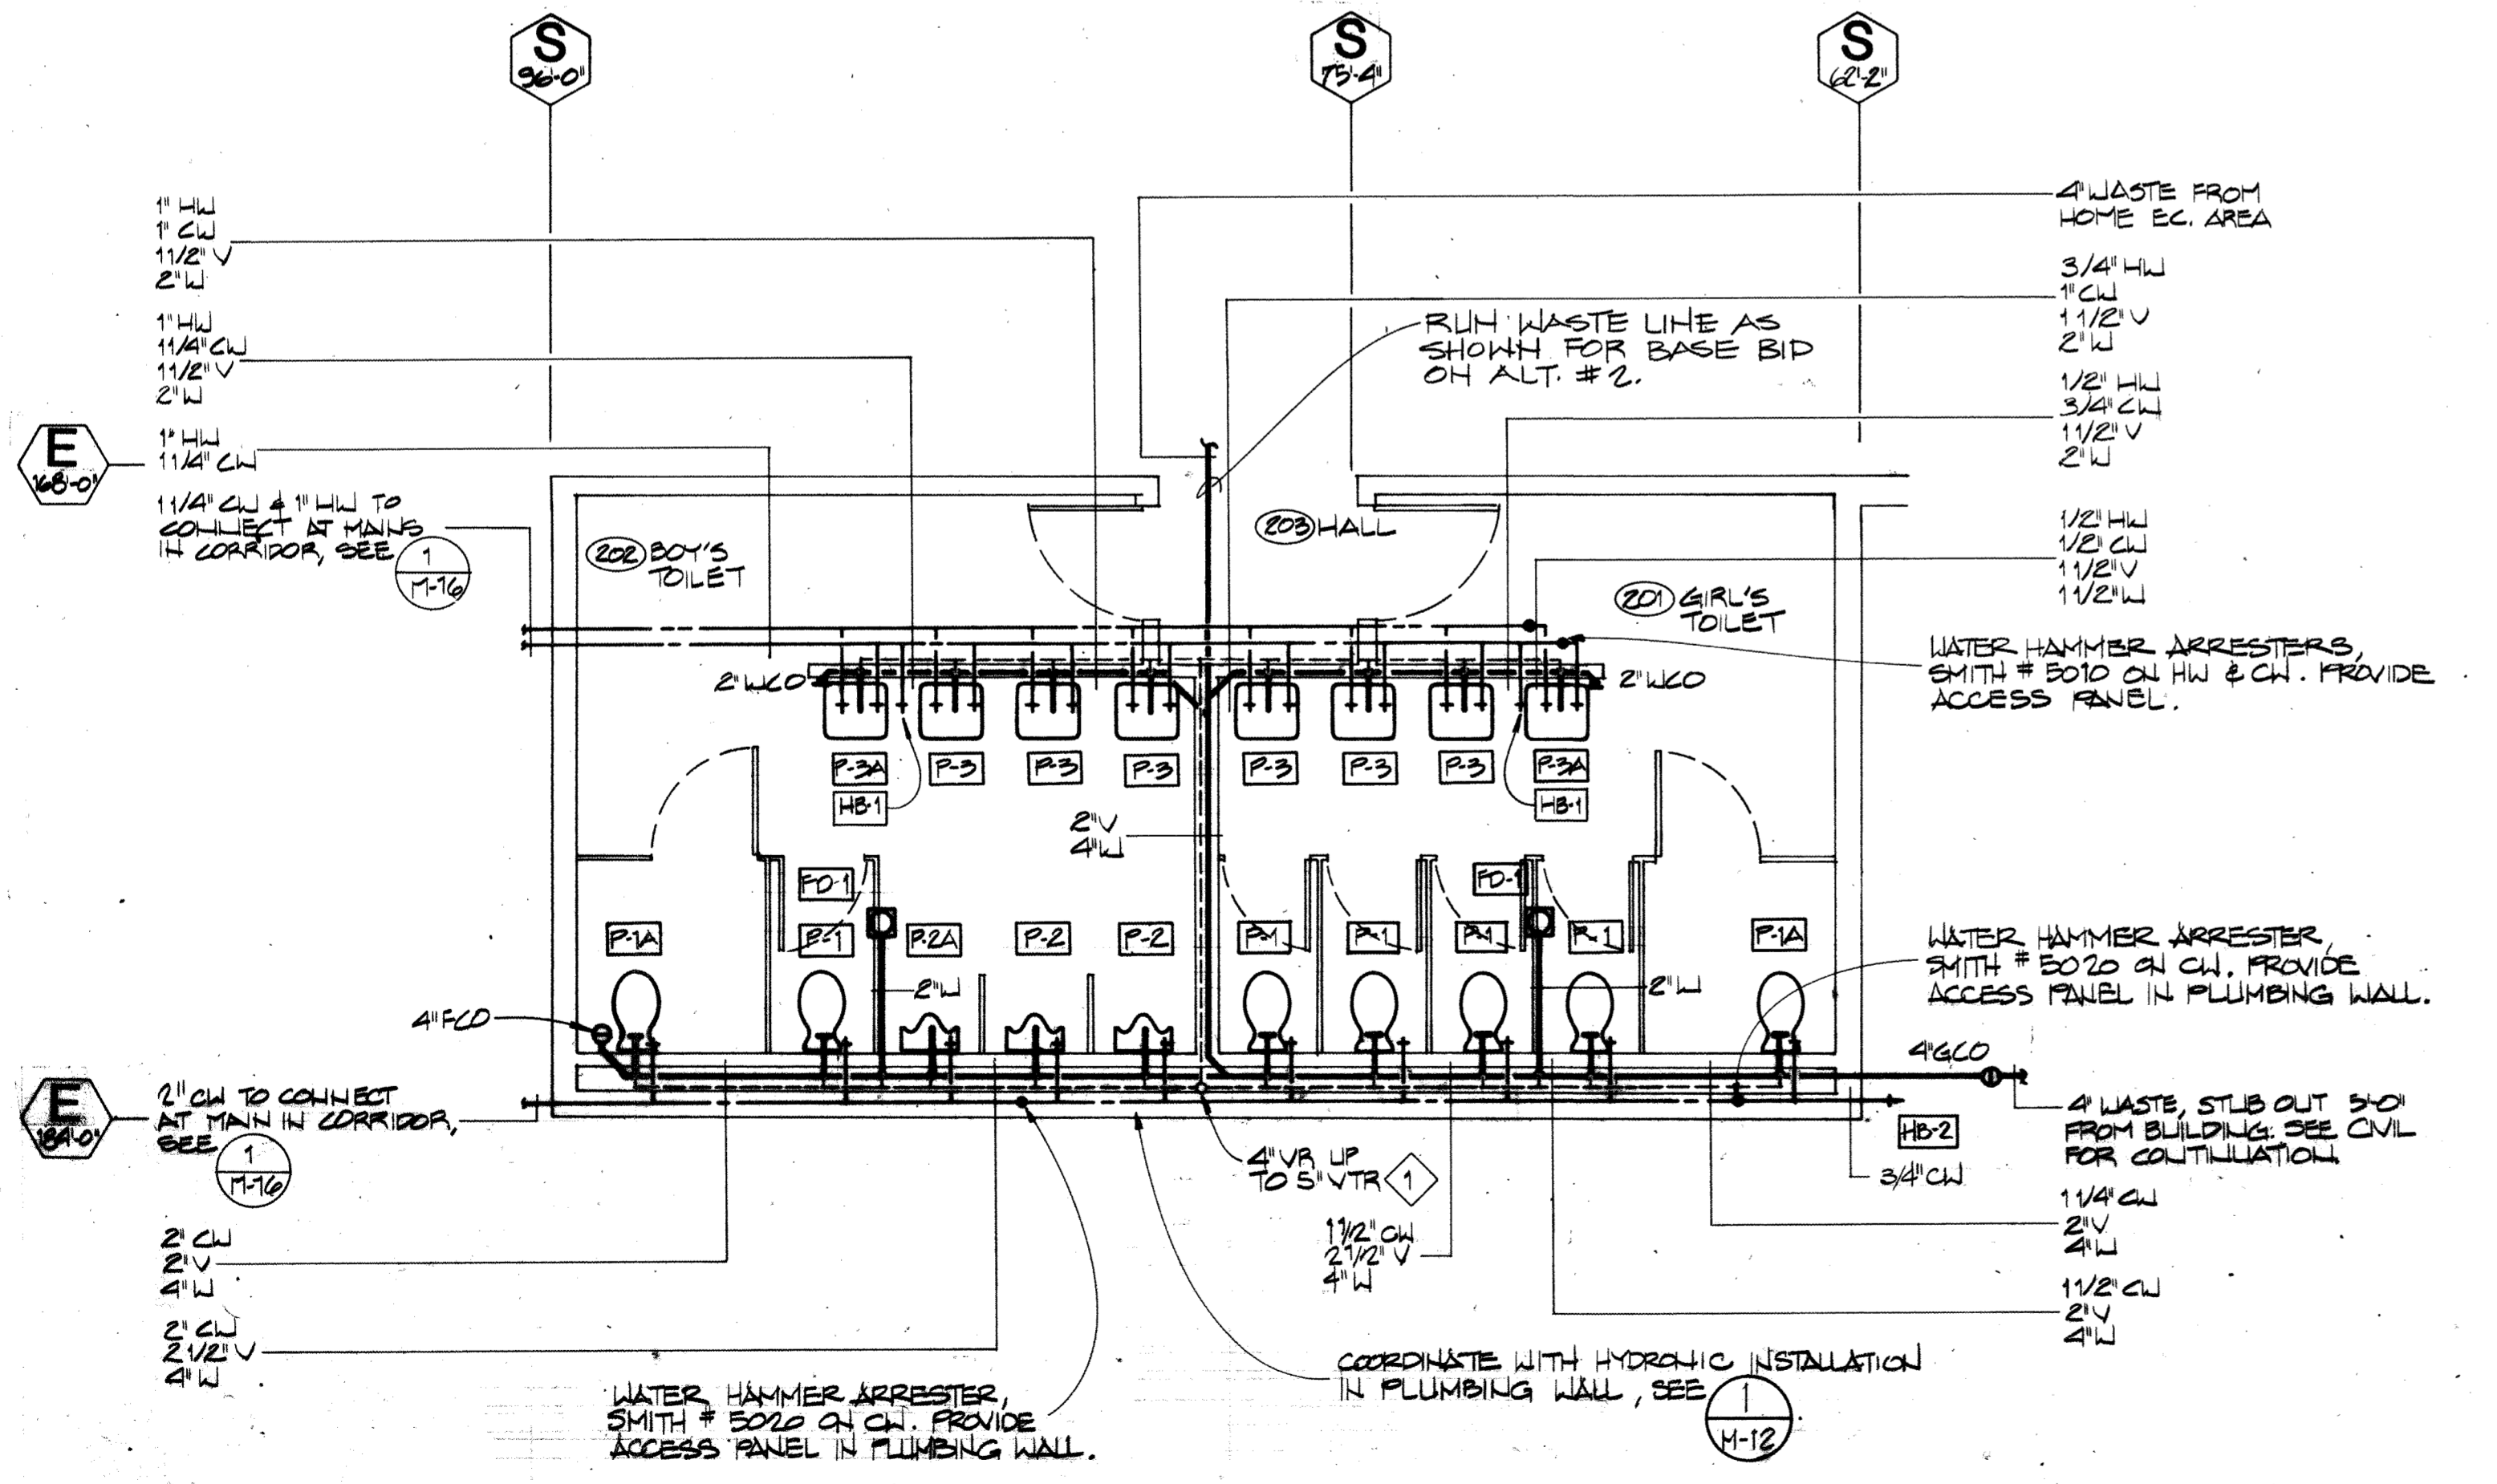 S
96'-0"
S
75'-4"
S
62'-2"
1" HW
1" CW
1 1/2" V
2" W
1" HW
1 1/4" CW
1 1/2" V
2" W
E
168'-0"
1" HW
1 1/4" CW
1 1/4" CW & 1" HW TO
CONNECT AT MAINS
IN CORRIDOR, SEE
1
M-16
4" WASTE FROM
HOME EC. AREA
3/4" HW
1" CW
1 1/2" V
2" W
RUN WASTE LINE AS
SHOWN FOR BASE BID
ON ALT. #2.
1/2" HW
3/4" CW
1 1/2" V
2" W
1/2" HW
1/2" CW
1 1/2" V
1 1/2" W
202 BOY'S
TOILET
203 HALL
201 GIRL'S
TOILET
WATER HAMMER ARRESTERS,
SMITH # 5010 ON HW & CW. PROVIDE
ACCESS PANEL.
2" WCO
2" WCO
P-3A
P-3
P-3
P-3
P-3
P-3
P-3
P-3A
HB-1
HB-1
2" V
4" W
FD-1
FD-1
P-1A
P-1
P-2A
P-2
P-2
P-1
P-1
P-1
P-1
P-1A
2" W
2" W
WATER HAMMER ARRESTER,
SMITH # 5020 ON CW. PROVIDE
ACCESS PANEL IN PLUMBING WALL.
4" FCO
4" GCO
E
184'-0"
2" CW TO CONNECT
AT MAIN IN CORRIDOR,
SEE
1
M-16
4" WASTE, STUB OUT 5'-0"
FROM BUILDING. SEE CIVIL
FOR CONTINUATION.
HB-2
3/4" CW
4" VR UP
TO 5" VTR
1
1 1/4" CW
2" V
4" W
2" CW
2" V
4" W
1 1/2" CW
2 1/2" V
4" W
1 1/2" CW
2" V
4" W
2" CW
2 1/2" V
4" W
WATER HAMMER ARRESTER,
SMITH # 5020 ON CW. PROVIDE
ACCESS PANEL IN PLUMBING WALL.
COORDINATE WITH HYDRONIC INSTALLATION
IN PLUMBING WALL, SEE
1
M-12